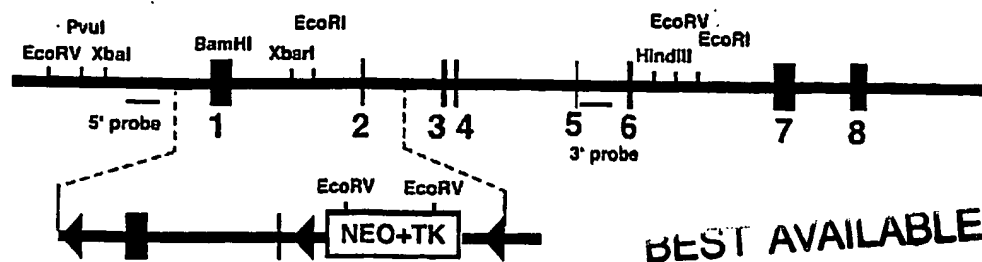 PvuI EcoRI EcoRV
EcoRV XbaI BamHI XbarI HindIII EcoRI
5' probe 1 2 3 4 5 6 7 8
3' probe
EcoRV EcoRV
NEO+TK
BEST AVAILABLE